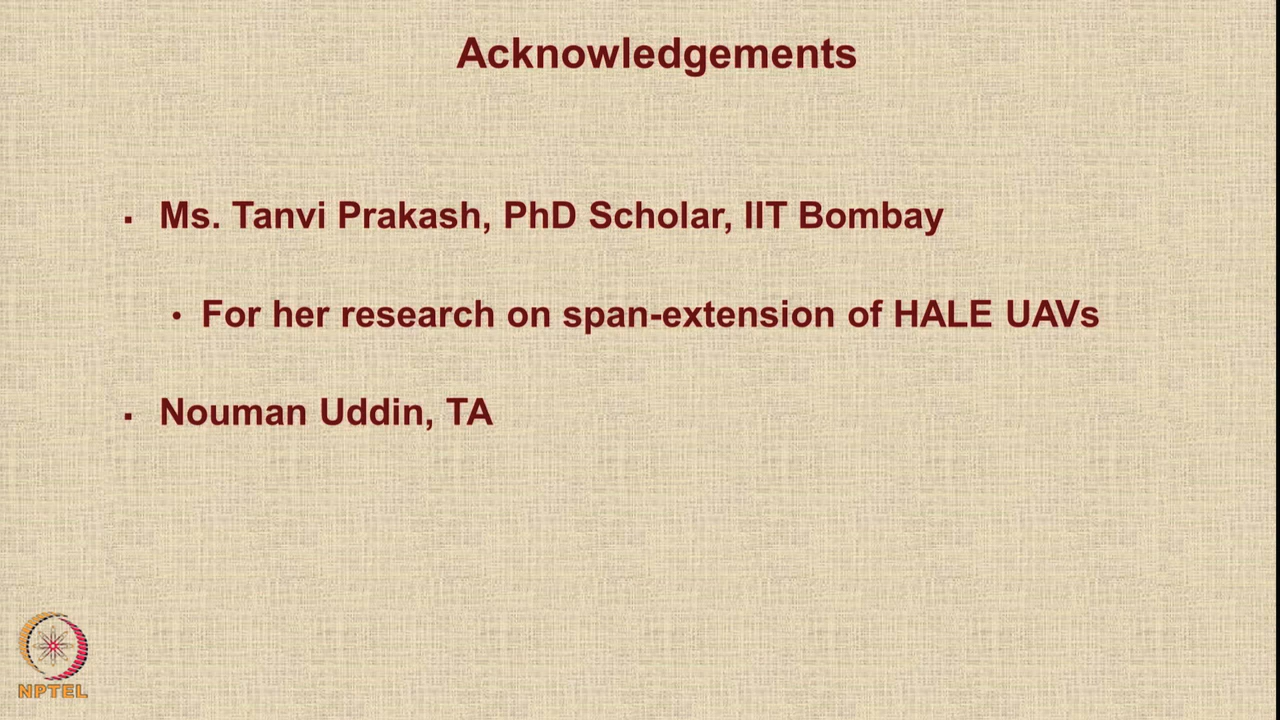 Acknowledgements
▪ Ms. Tanvi Prakash, PhD Scholar, IIT Bombay
• For her research on span-extension of HALE UAVs
▪ Nouman Uddin, TA
NPTEL